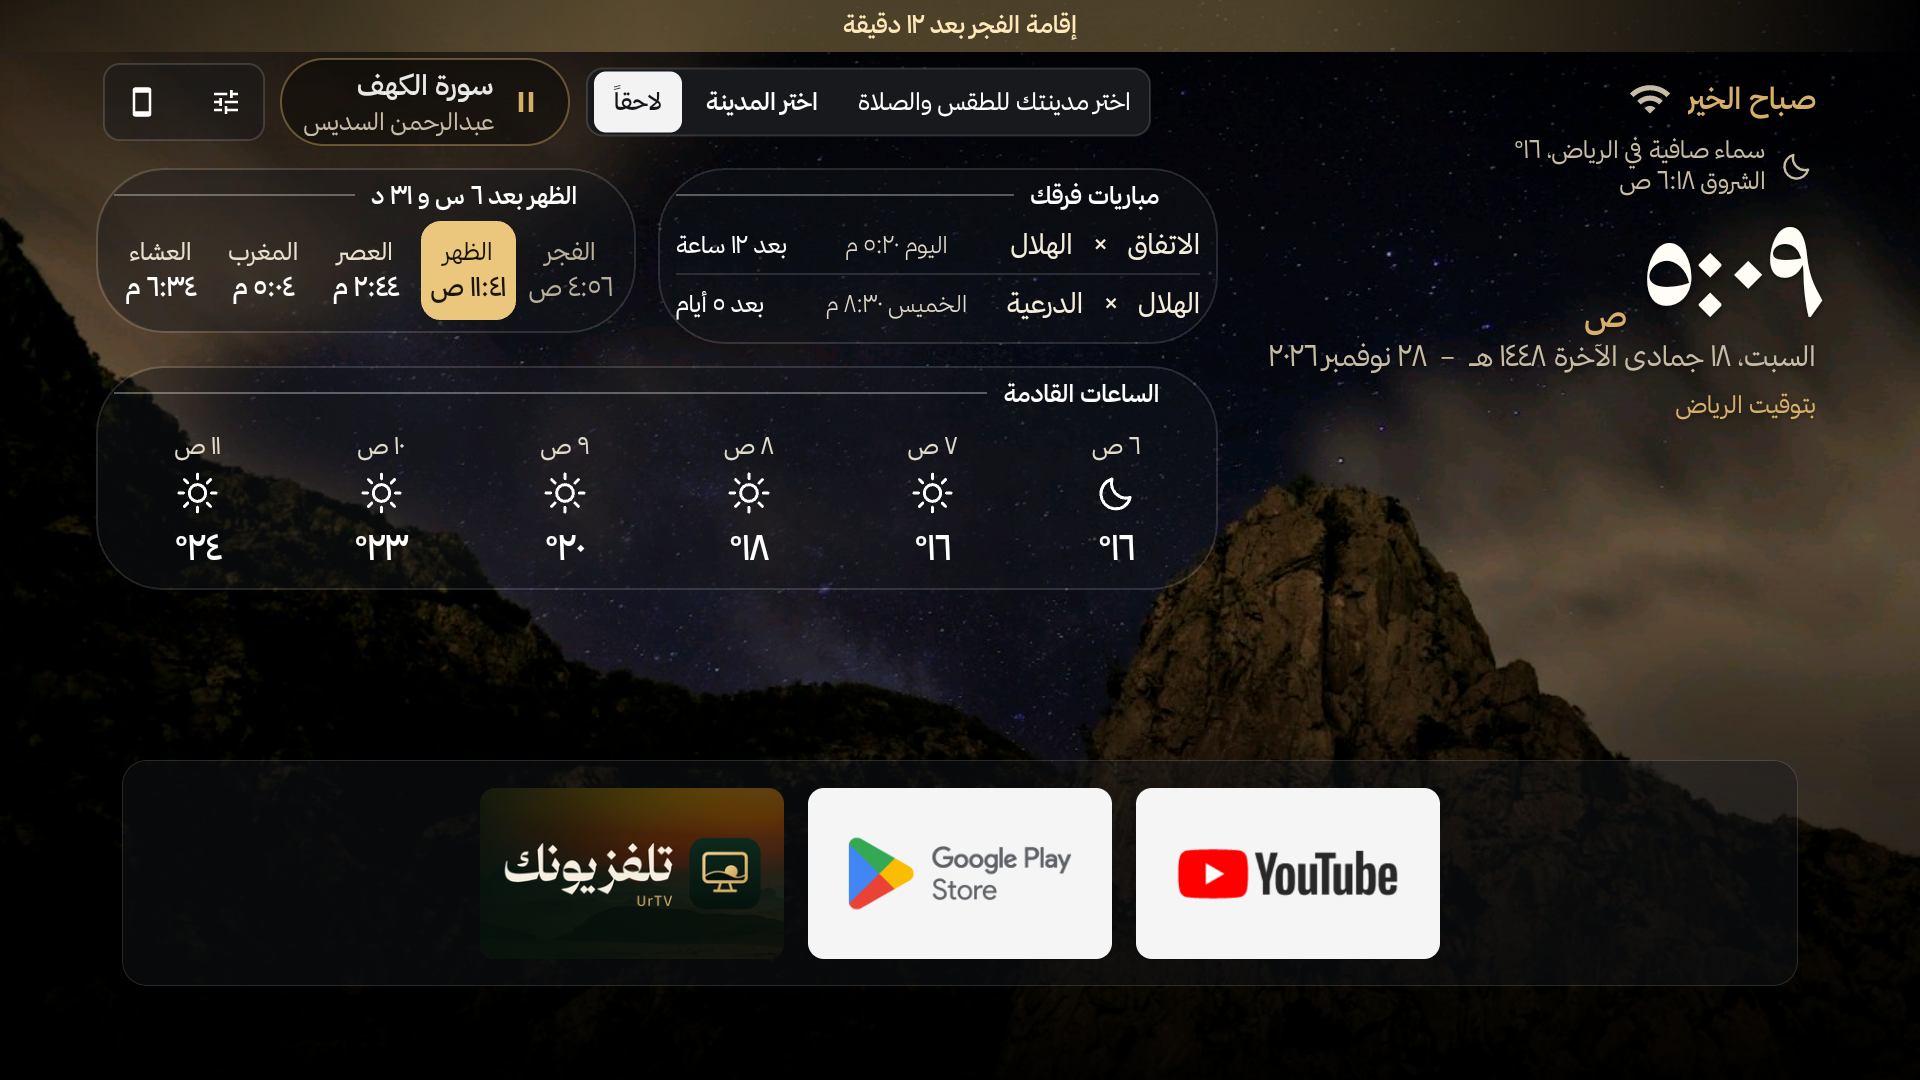 إقامة الفجر بعد ١٢ دقيقة
صباح الخير
سماء صافية في الرياض، ١٦°
الشروق ٦:١٨ ص
٥:٠٩ ص
السبت، ١٨ جمادى الآخرة ١٤٤٨ هـ – ٢٨ نوفمبر ٢٠٢٦
بتوقيت الرياض
اختر مدينتك للطقس والصلاة اختر المدينة لاحقاً
سورة الكهف
عبدالرحمن السديس
مباريات فرقك
الاتفاق × الهلال اليوم ٥:٢٠ م بعد ١٢ ساعة
الهلال × الدرعية الخميس ٨:٣٠ م بعد ٥ أيام
الظهر بعد ٦ س و ٣١ د
الفجر الظهر العصر المغرب العشاء
٤:٥٦ ص ١١:٤١ ص ٢:٤٤ م ٥:٠٤ م ٦:٣٤ م
الساعات القادمة
٦ ص ٧ ص ٨ ص ٩ ص ١٠ ص ١١ ص
١٦° ١٦° ١٨° ٢٠° ٢٣° ٢٤°
YouTube
Google Play
Store
تلفزيونك
UrTV